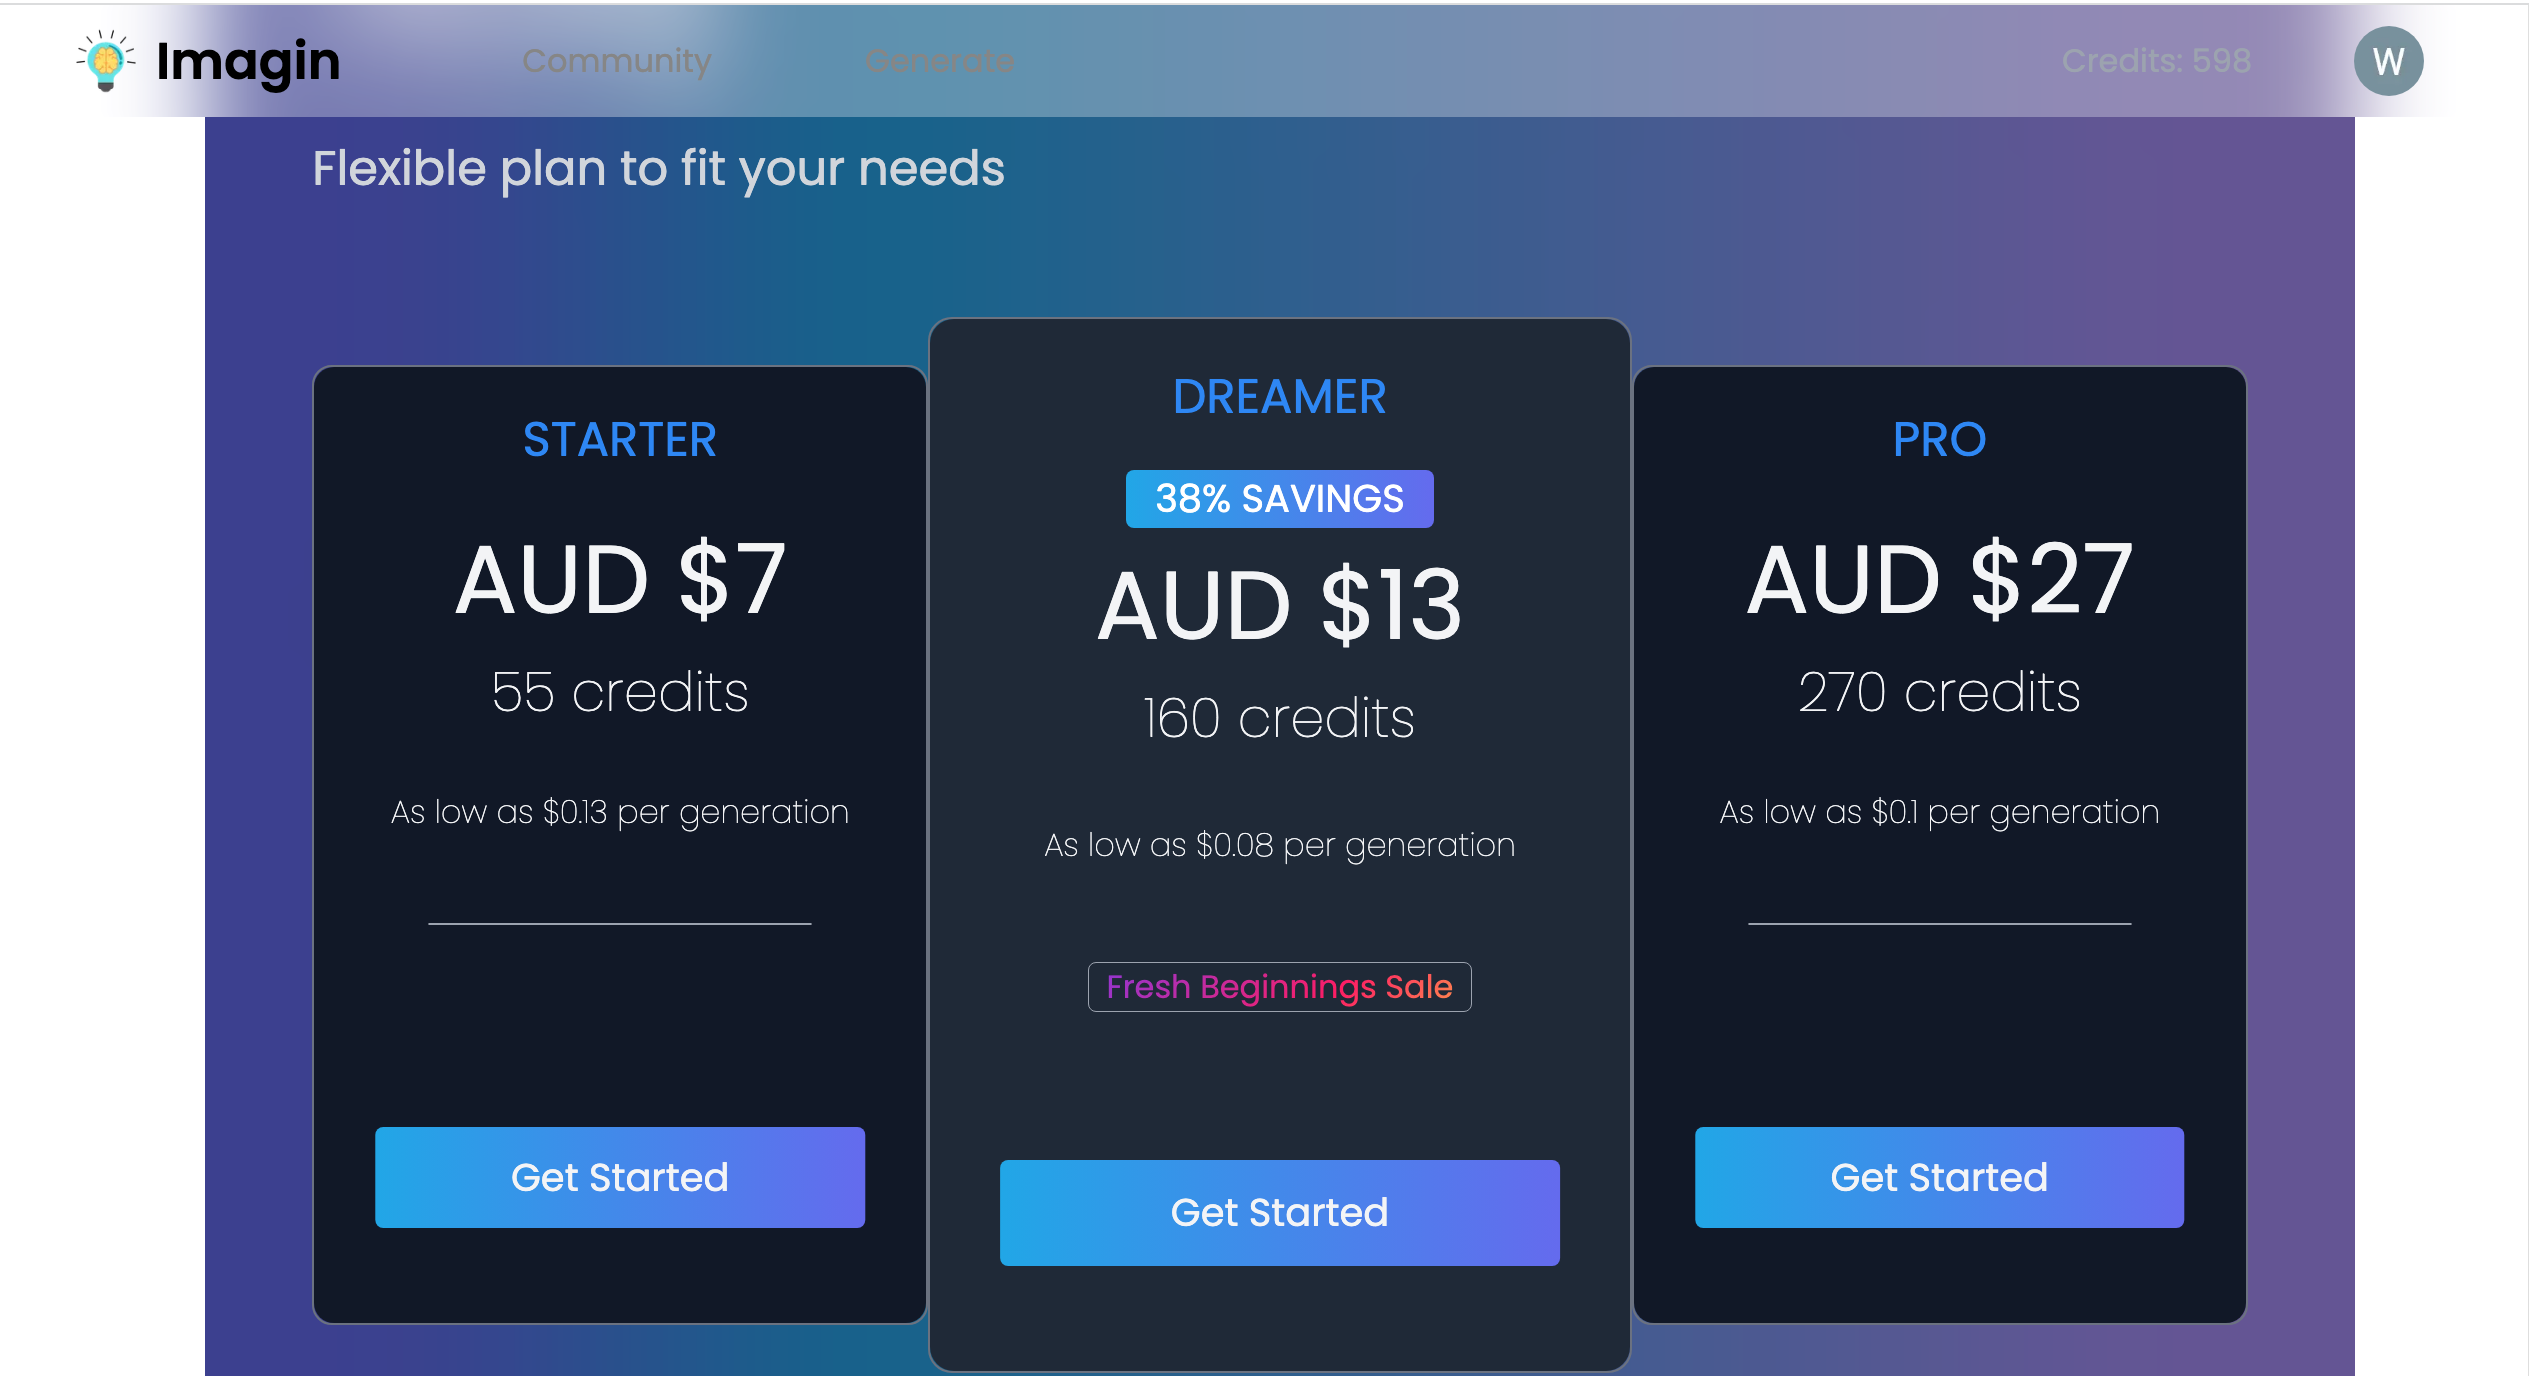 Imagin
Community
Generate
Credits: 598
W
Flexible plan to fit your needs
STARTER
AUD $7
55 credits
As low as $0.13 per generation
Get Started
DREAMER
38% SAVINGS
AUD $13
160 credits
As low as $0.08 per generation
Fresh Beginnings Sale
Get Started
PRO
AUD $27
270 credits
As low as $0.1 per generation
Get Started